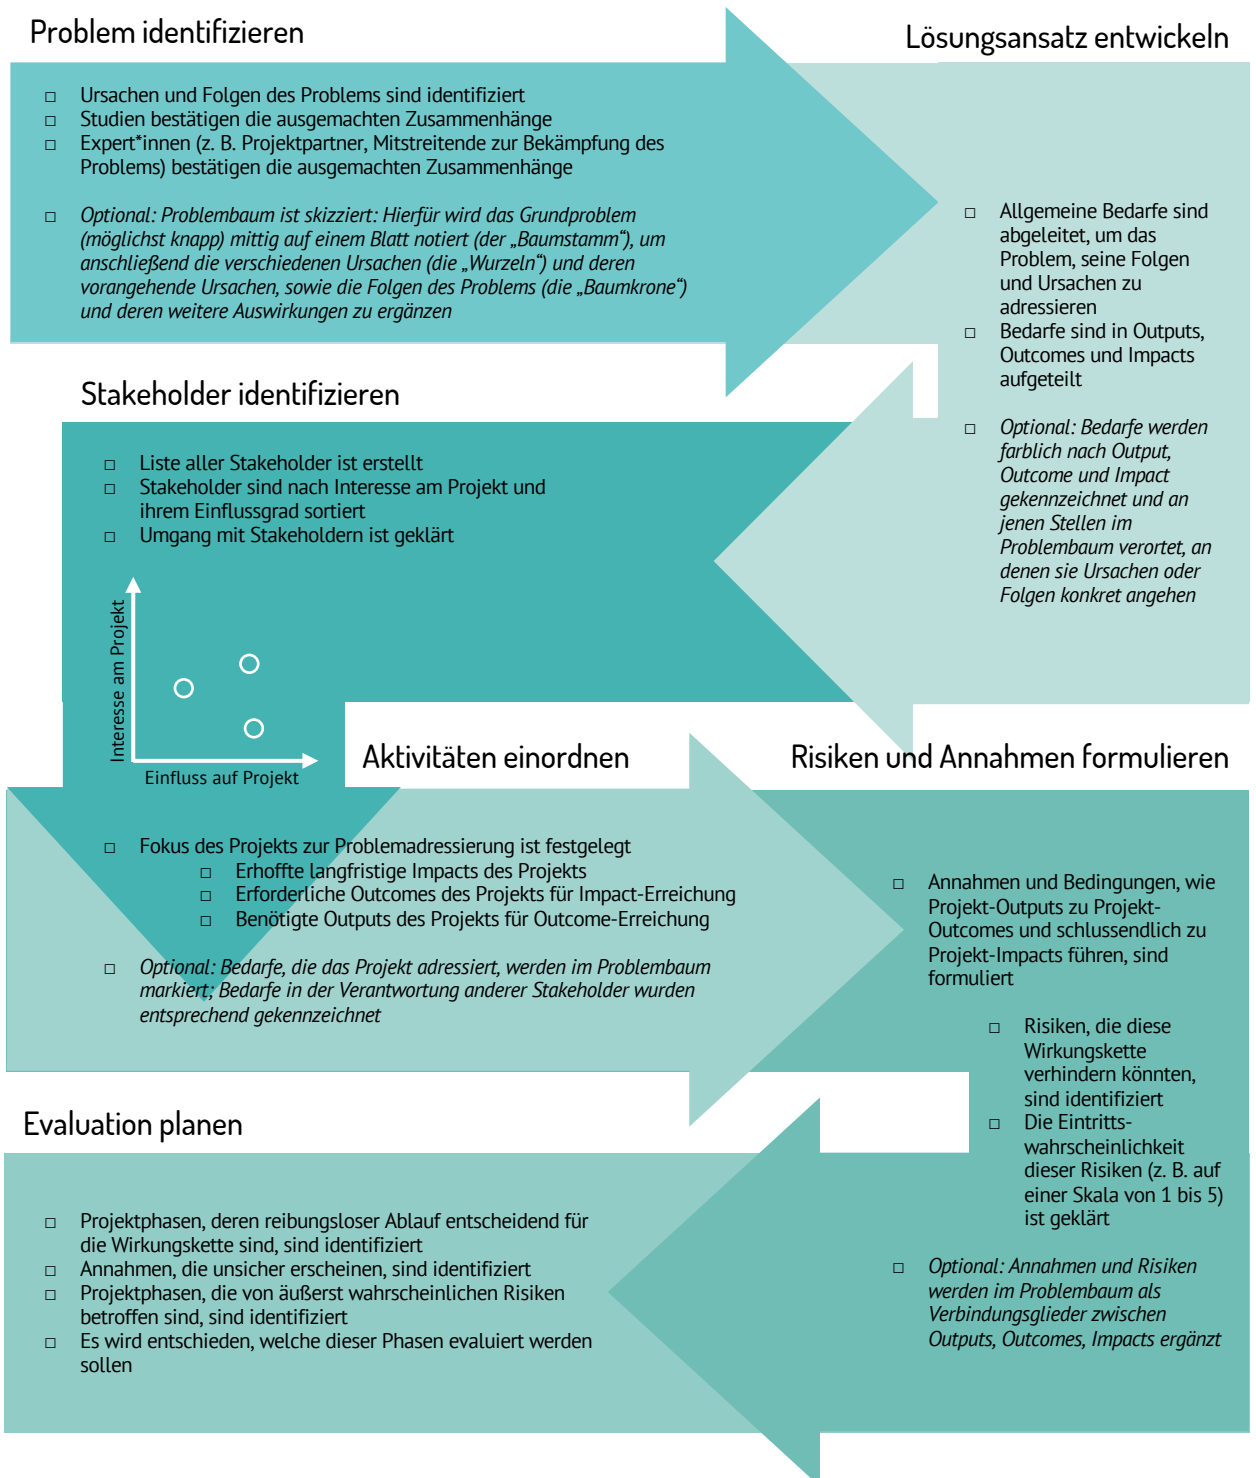 Problem identifizieren
□ Ursachen und Folgen des Problems sind identifiziert
□ Studien bestätigen die ausgemachten Zusammenhänge
□ Expert*innen (z. B. Projektpartner, Mitstreitende zur Bekämpfung des
Problems) bestätigen die ausgemachten Zusammenhänge
□ Optional: Problembaum ist skizziert: Hierfür wird das Grundproblem
(möglichst knapp) mittig auf einem Blatt notiert (der „Baumstamm“), um
anschließend die verschiedenen Ursachen (die „Wurzeln“) und deren
vorangehende Ursachen, sowie die Folgen des Problems (die „Baumkrone“)
und deren weitere Auswirkungen zu ergänzen
Lösungsansatz entwickeln
□ Allgemeine Bedarfe sind
abgeleitet, um das
Problem, seine Folgen
und Ursachen zu
adressieren
□ Bedarfe sind in Outputs,
Outcomes und Impacts
aufgeteilt
□ Optional: Bedarfe werden
farblich nach Output,
Outcome und Impact
gekennzeichnet und an
jenen Stellen im
Problembaum verortet, an
denen sie Ursachen oder
Folgen konkret angehen
Stakeholder identifizieren
□ Liste aller Stakeholder ist erstellt
□ Stakeholder sind nach Interesse am Projekt und
ihrem Einflussgrad sortiert
□ Umgang mit Stakeholdern ist geklärt
Interesse am Projekt
Einfluss auf Projekt
Aktivitäten einordnen
□ Fokus des Projekts zur Problemadressierung ist festgelegt
□ Erhoffte langfristige Impacts des Projekts
□ Erforderliche Outcomes des Projekts für Impact-Erreichung
□ Benötigte Outputs des Projekts für Outcome-Erreichung
□ Optional: Bedarfe, die das Projekt adressiert, werden im Problembaum
markiert; Bedarfe in der Verantwortung anderer Stakeholder wurden
entsprechend gekennzeichnet
Risiken und Annahmen formulieren
□ Annahmen und Bedingungen, wie
Projekt-Outputs zu Projekt-
Outcomes und schlussendlich zu
Projekt-Impacts führen, sind
formuliert
□ Risiken, die diese
Wirkungskette
verhindern könnten,
sind identifiziert
□ Die Eintritts-
wahrscheinlichkeit
dieser Risiken (z. B. auf
einer Skala von 1 bis 5)
ist geklärt
□ Optional: Annahmen und Risiken
werden im Problembaum als
Verbindungsglieder zwischen
Outputs, Outcomes, Impacts ergänzt
Evaluation planen
□ Projektphasen, deren reibungsloser Ablauf entscheidend für
die Wirkungskette sind, sind identifiziert
□ Annahmen, die unsicher erscheinen, sind identifiziert
□ Projektphasen, die von äußerst wahrscheinlichen Risiken
betroffen sind, sind identifiziert
□ Es wird entschieden, welche dieser Phasen evaluiert werden
sollen